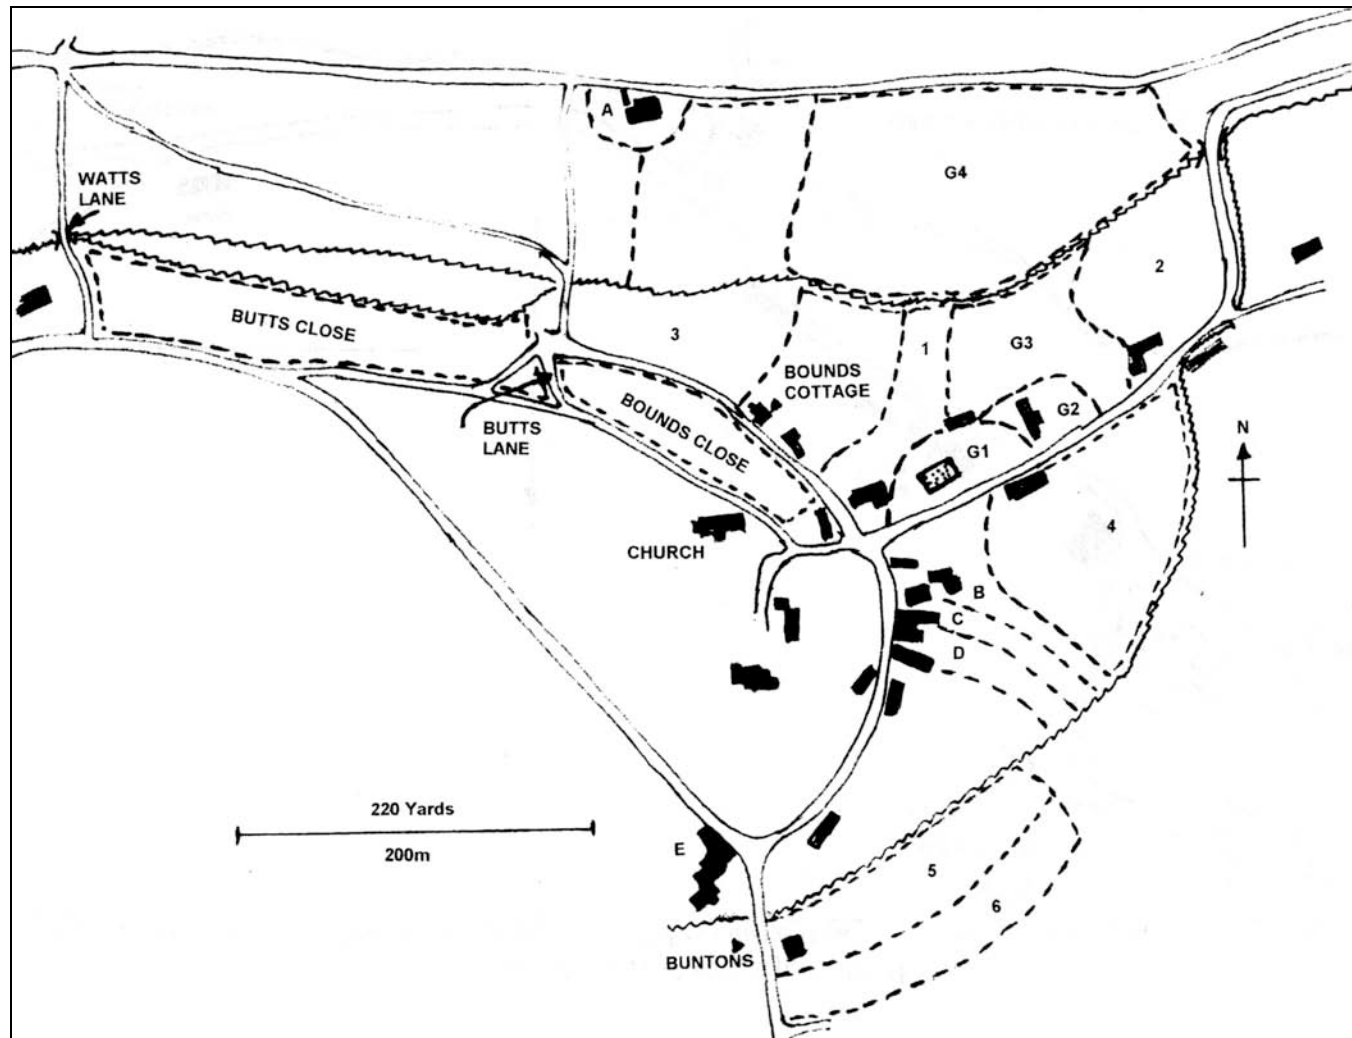 A
G4
WATTS
LANE
2
BUTTS CLOSE
3
1
G3
BOUNDS
COTTAGE
BOUNDS CLOSE
G2
BUTTS
LANE
G1
N
4
CHURCH
B
C
D
220 Yards
200m
E
5
6
BUNTONS